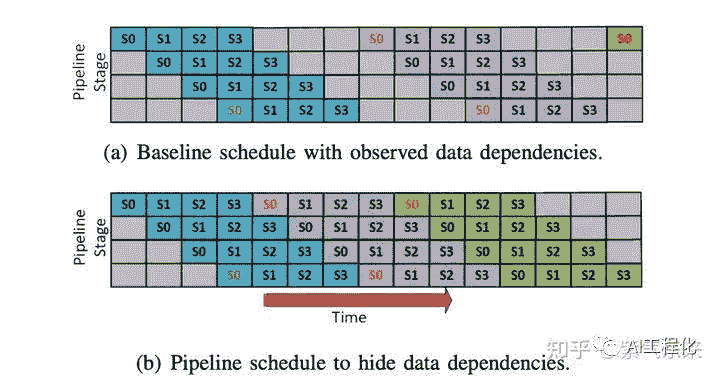 S0 S1 S2 S3 S0 S1 S2 S3 S0
S0 S1 S2 S3 S0 S1 S2 S3
S0 S1 S2 S3 S0 S1 S2 S3
S0 S1 S2 S3 S0 S1 S2 S3
Pipeline
Stage
(a) Baseline schedule with observed data dependencies.
S0 S1 S2 S3 S0 S1 S2 S3 S0 S1 S2 S3
S0 S1 S2 S3 S0 S1 S2 S3 S0 S1 S2 S3
S0 S1 S2 S3 S0 S1 S2 S3 S0 S1 S2 S3
S0 S1 S2 S3 S0 S1 S2 S3 S0 S1 S2 S3
Pipeline
Stage
Time
(b) Pipeline schedule to hide data dependencies.
知乎
AI工程化